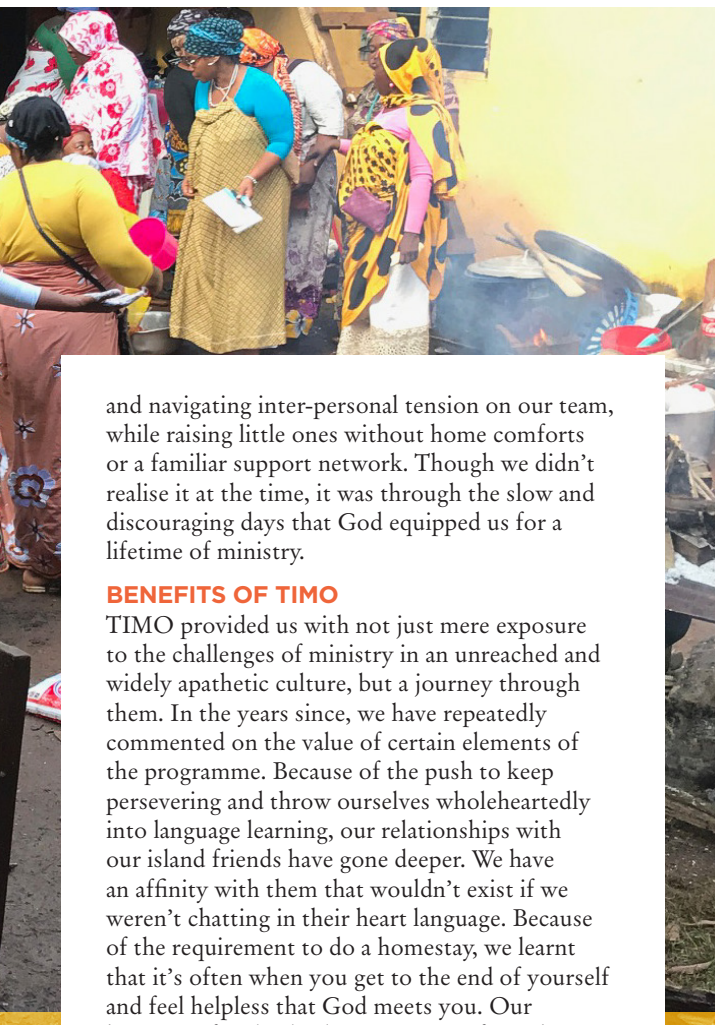 and navigating inter-personal tension on our team,
while raising little ones without home comforts
or a familiar support network. Though we didn’t
realise it at the time, it was through the slow and
discouraging days that God equipped us for a
lifetime of ministry.
BENEFITS OF TIMO
TIMO provided us with not just mere exposure
to the challenges of ministry in an unreached and
widely apathetic culture, but a journey through
them. In the years since, we have repeatedly
commented on the value of certain elements of
the programme. Because of the push to keep
persevering and throw ourselves wholeheartedly
into language learning, our relationships with
our island friends have gone deeper. We have
an affinity with them that wouldn’t exist if we
weren’t chatting in their heart language. Because
of the requirement to do a homestay, we learnt
that it’s often when you get to the end of yourself
and feel helpless that God meets you. Our